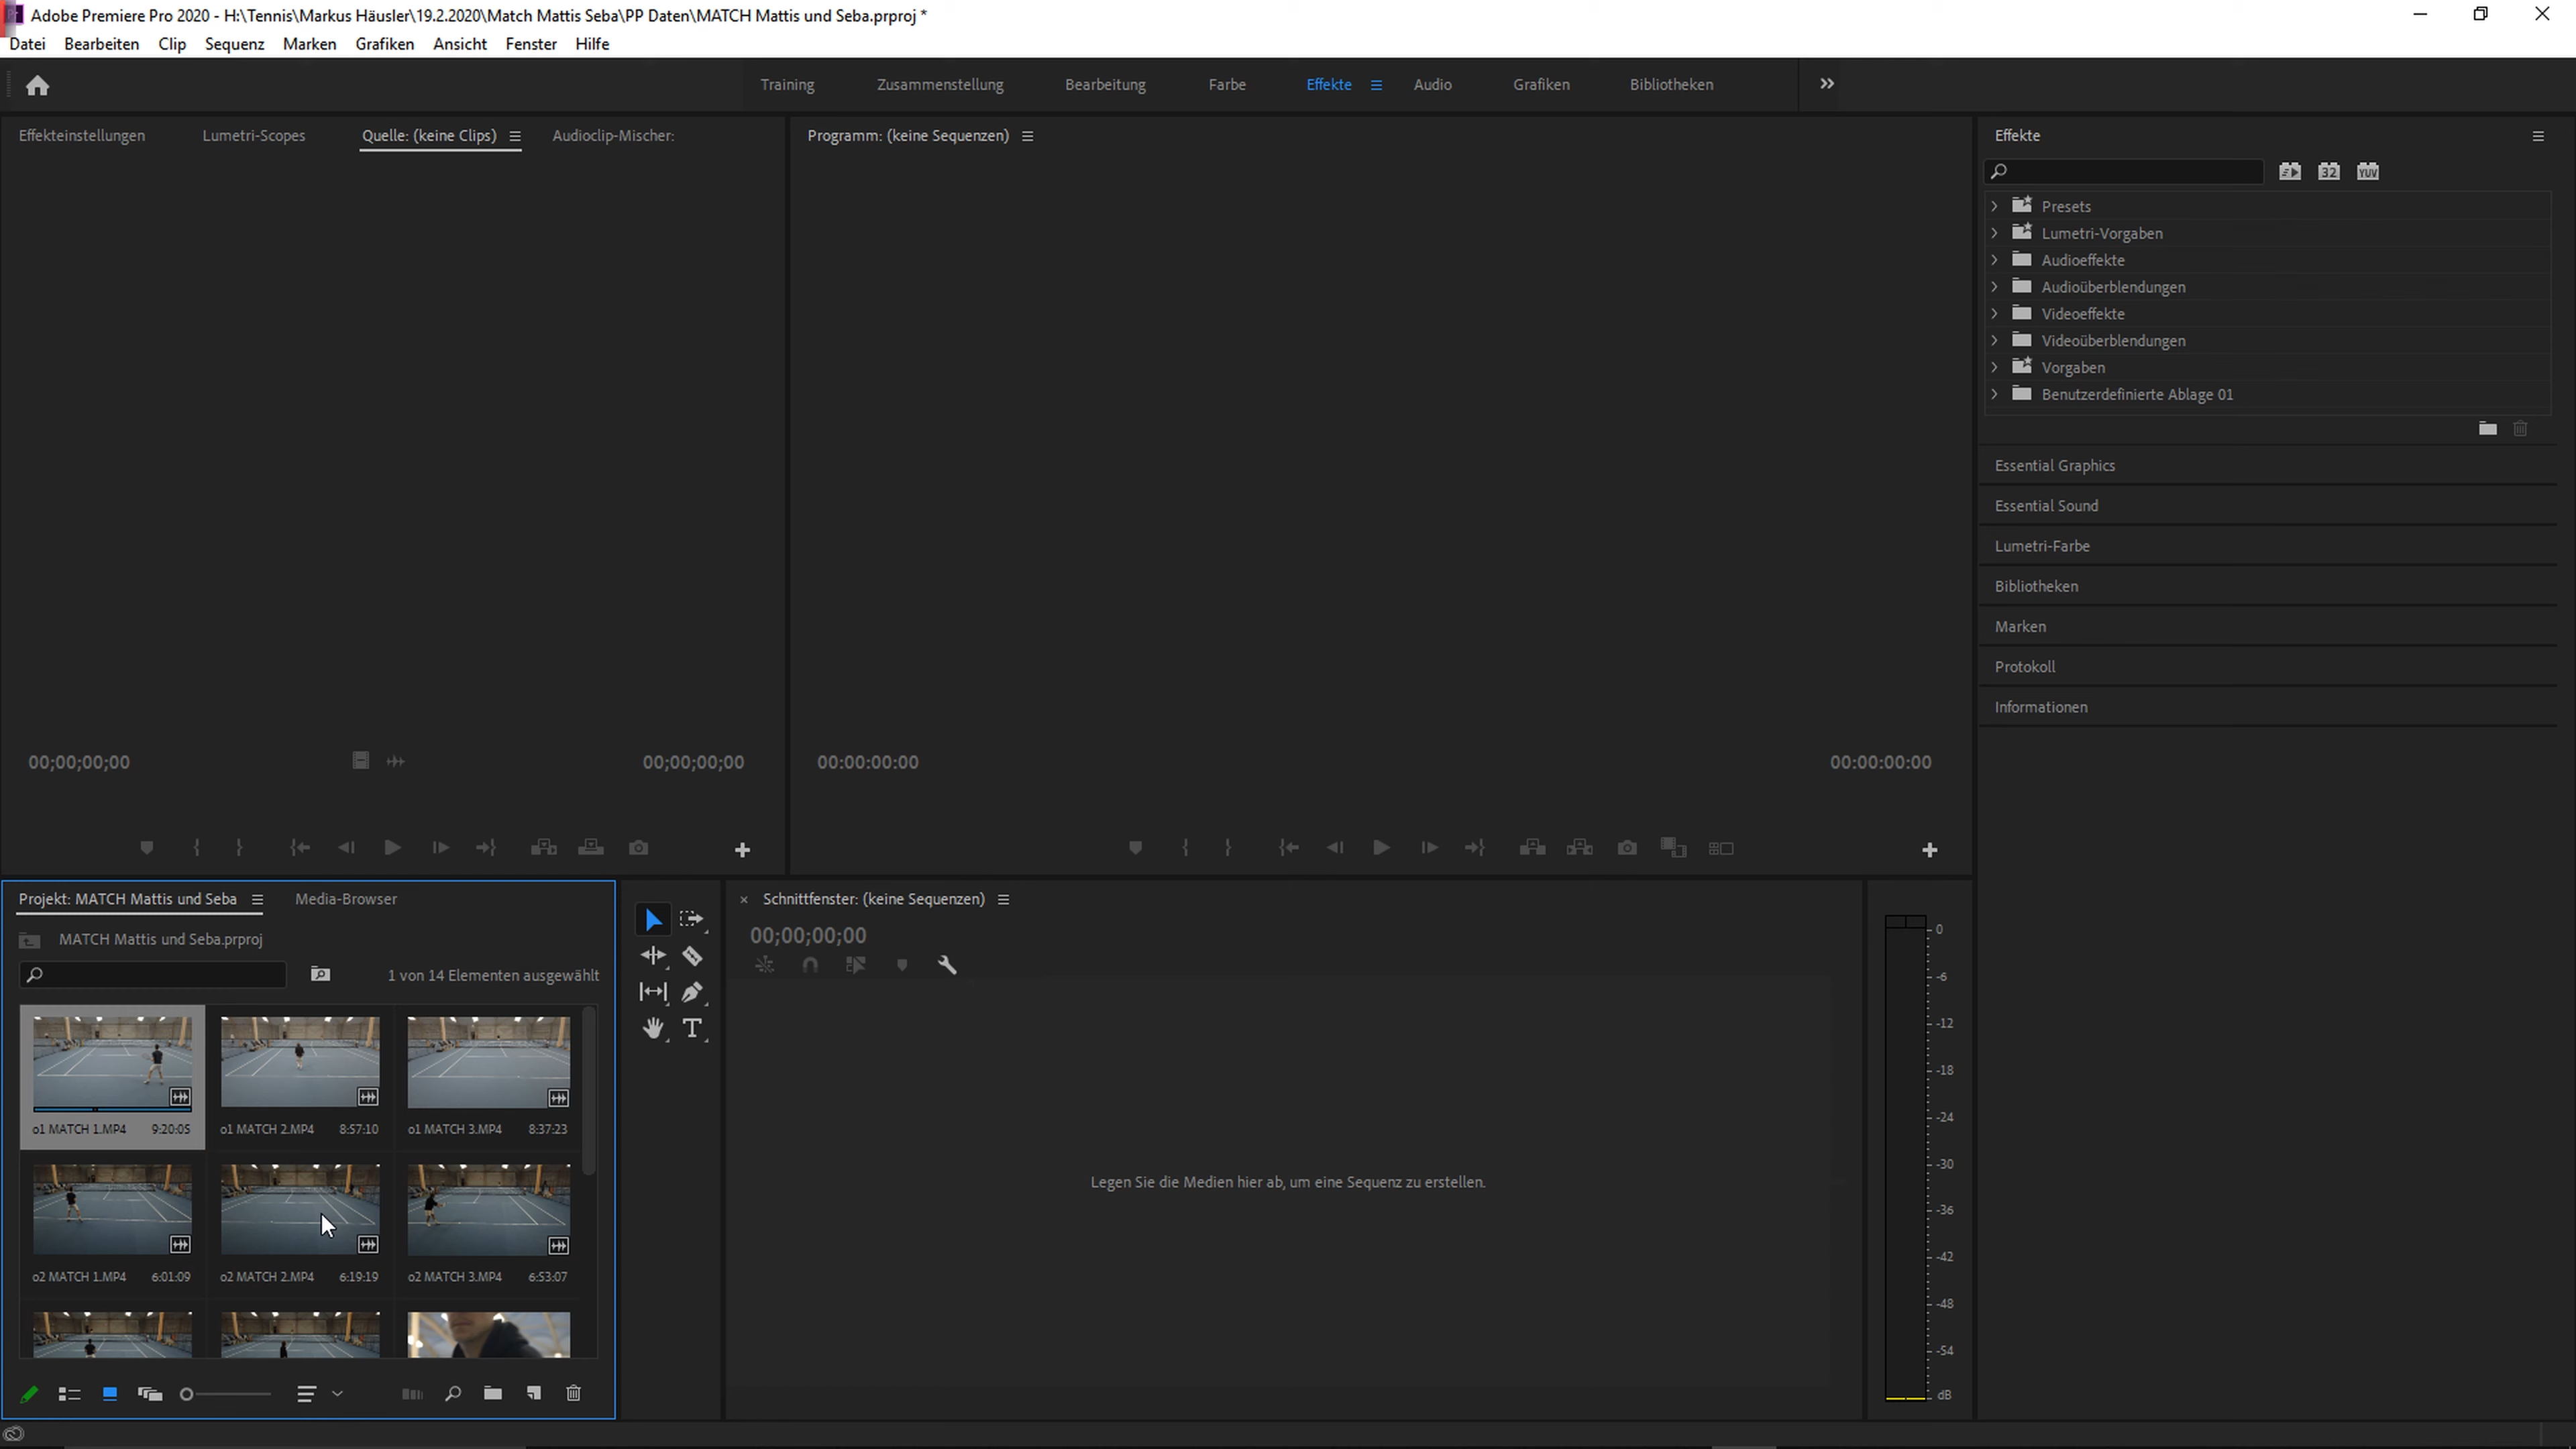 Adobe Premiere Pro 2020 - H:\Tennis\Markus Häusler\19.2.2020\Match Mattis Seba\PP Daten\MATCH Mattis und Seba.prproj *
Datei Bearbeiten Clip Sequenz Marken Grafiken Ansicht Fenster Hilfe
Training Zusammenstellung Bearbeitung Farbe Effekte Audio Grafiken Bibliotheken
Effekteinstellungen Lumetri-Scopes Quelle: (keine Clips) Audioclip-Mischer:
Programm: (keine Sequenzen)
Effekte
32 YUV
Presets
Lumetri-Vorgaben
Audioeffekte
Audioüberblendungen
Videoeffekte
Videoüberblendungen
Vorgaben
Benutzerdefinierte Ablage 01
Essential Graphics
Essential Sound
Lumetri-Farbe
Bibliotheken
Marken
Protokoll
Informationen
00;00;00;00 00;00;00;00
00:00:00:00 00:00:00:00
Projekt: MATCH Mattis und Seba Media-Browser
MATCH Mattis und Seba.prproj
1 von 14 Elementen ausgewählt
o1 MATCH 1.MP4 9:20:05
o1 MATCH 2.MP4 8:57:10
o1 MATCH 3.MP4 8:37:23
o2 MATCH 1.MP4 6:01:09
o2 MATCH 2.MP4 6:19:19
o2 MATCH 3.MP4 6:53:07
× Schnittfenster: (keine Sequenzen)
00;00;00;00
Legen Sie die Medien hier ab, um eine Sequenz zu erstellen.
0
-6
-12
-18
-24
-30
-36
-42
-48
-54
dB